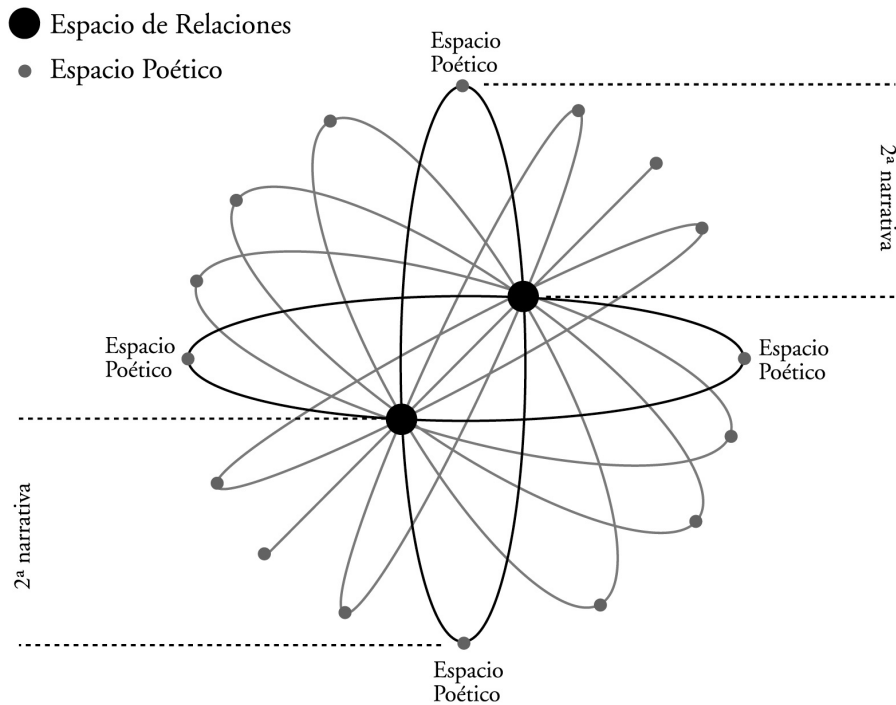 Espacio de Relaciones
Espacio Poético
Espacio
Poético
2ª narrativa
Espacio
Poético
Espacio
Poético
2ª narrativa
Espacio
Poético